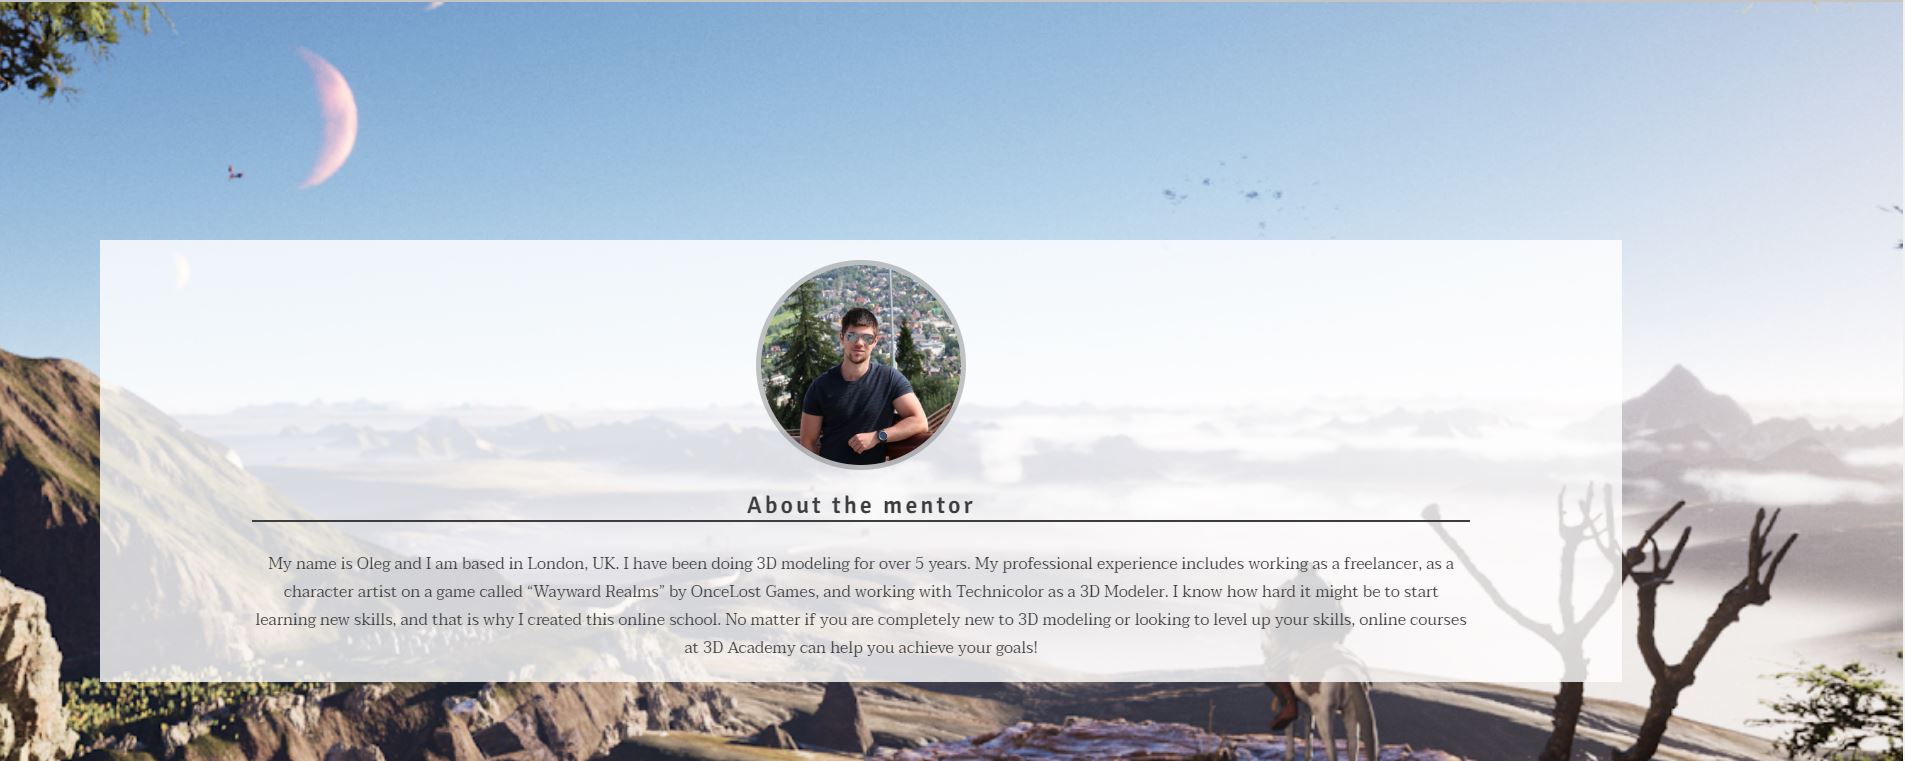 About the mentor
My name is Oleg and I am based in London, UK. I have been doing 3D modeling for over 5 years. My professional experience includes working as a freelancer, as a
character artist on a game called “Wayward Realms” by OnceLost Games, and working with Technicolor as a 3D Modeler. I know how hard it might be to start
learning new skills, and that is why I created this online school. No matter if you are completely new to 3D modeling or looking to level up your skills, online courses
at 3D Academy can help you achieve your goals!